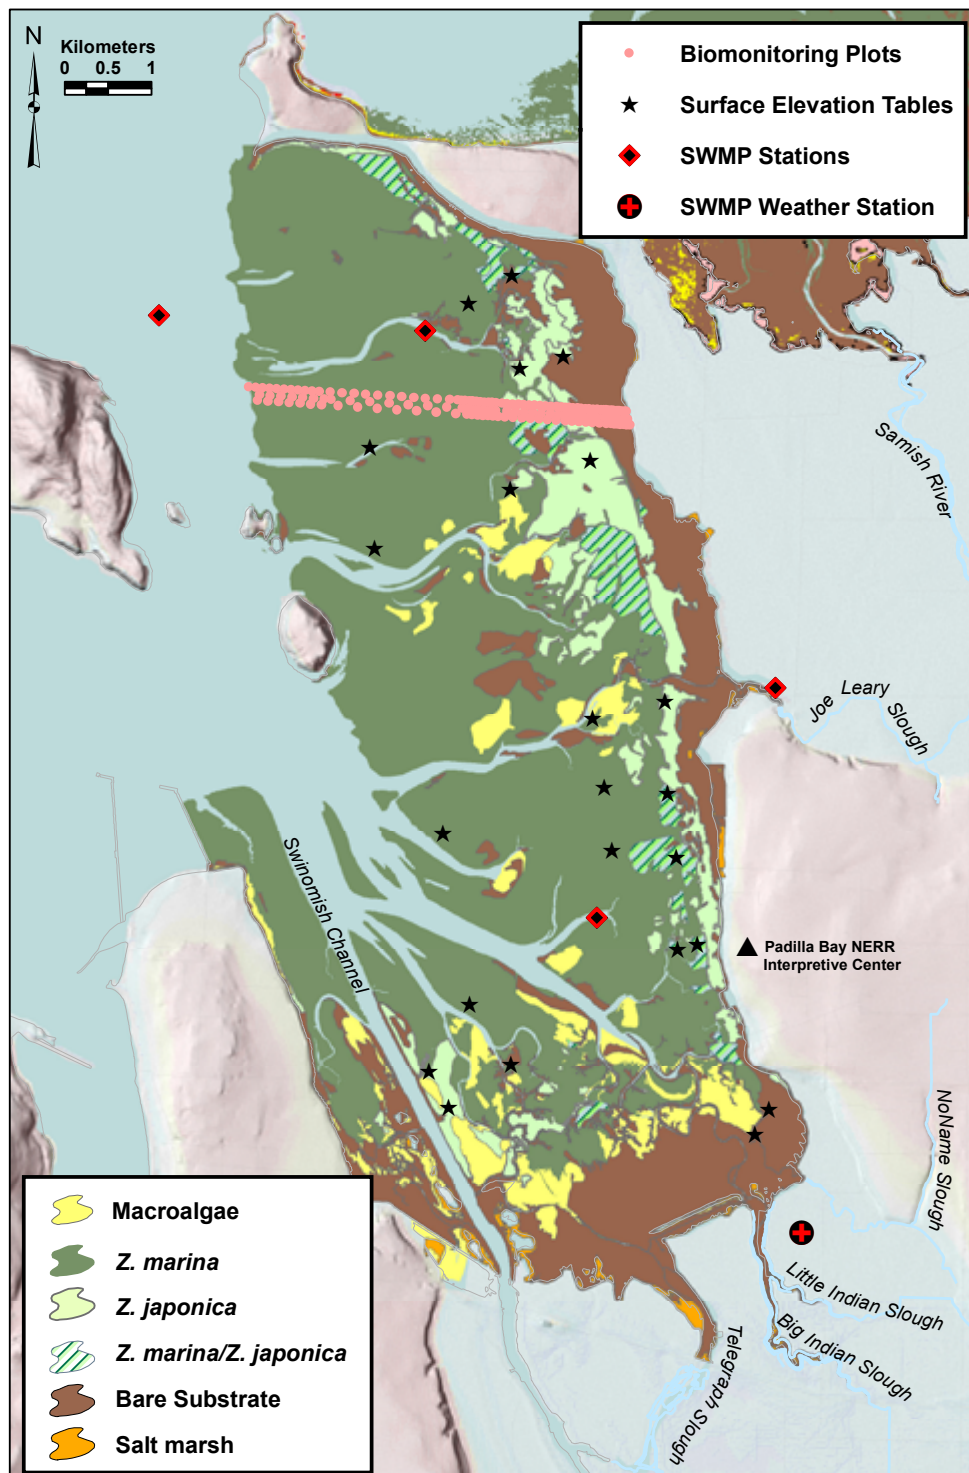 N
Kilometers
0 0.5 1
Biomonitoring Plots
Surface Elevation Tables
SWMP Stations
SWMP Weather Station
Samish River
Joe Leary Slough
Swinomish Channel
Padilla Bay NERR
Interpretive Center
NoName Slough
Little Indian Slough
Big Indian Slough
Telegraph Slough
Macroalgae
Z. marina
Z. japonica
Z. marina/Z. japonica
Bare Substrate
Salt marsh